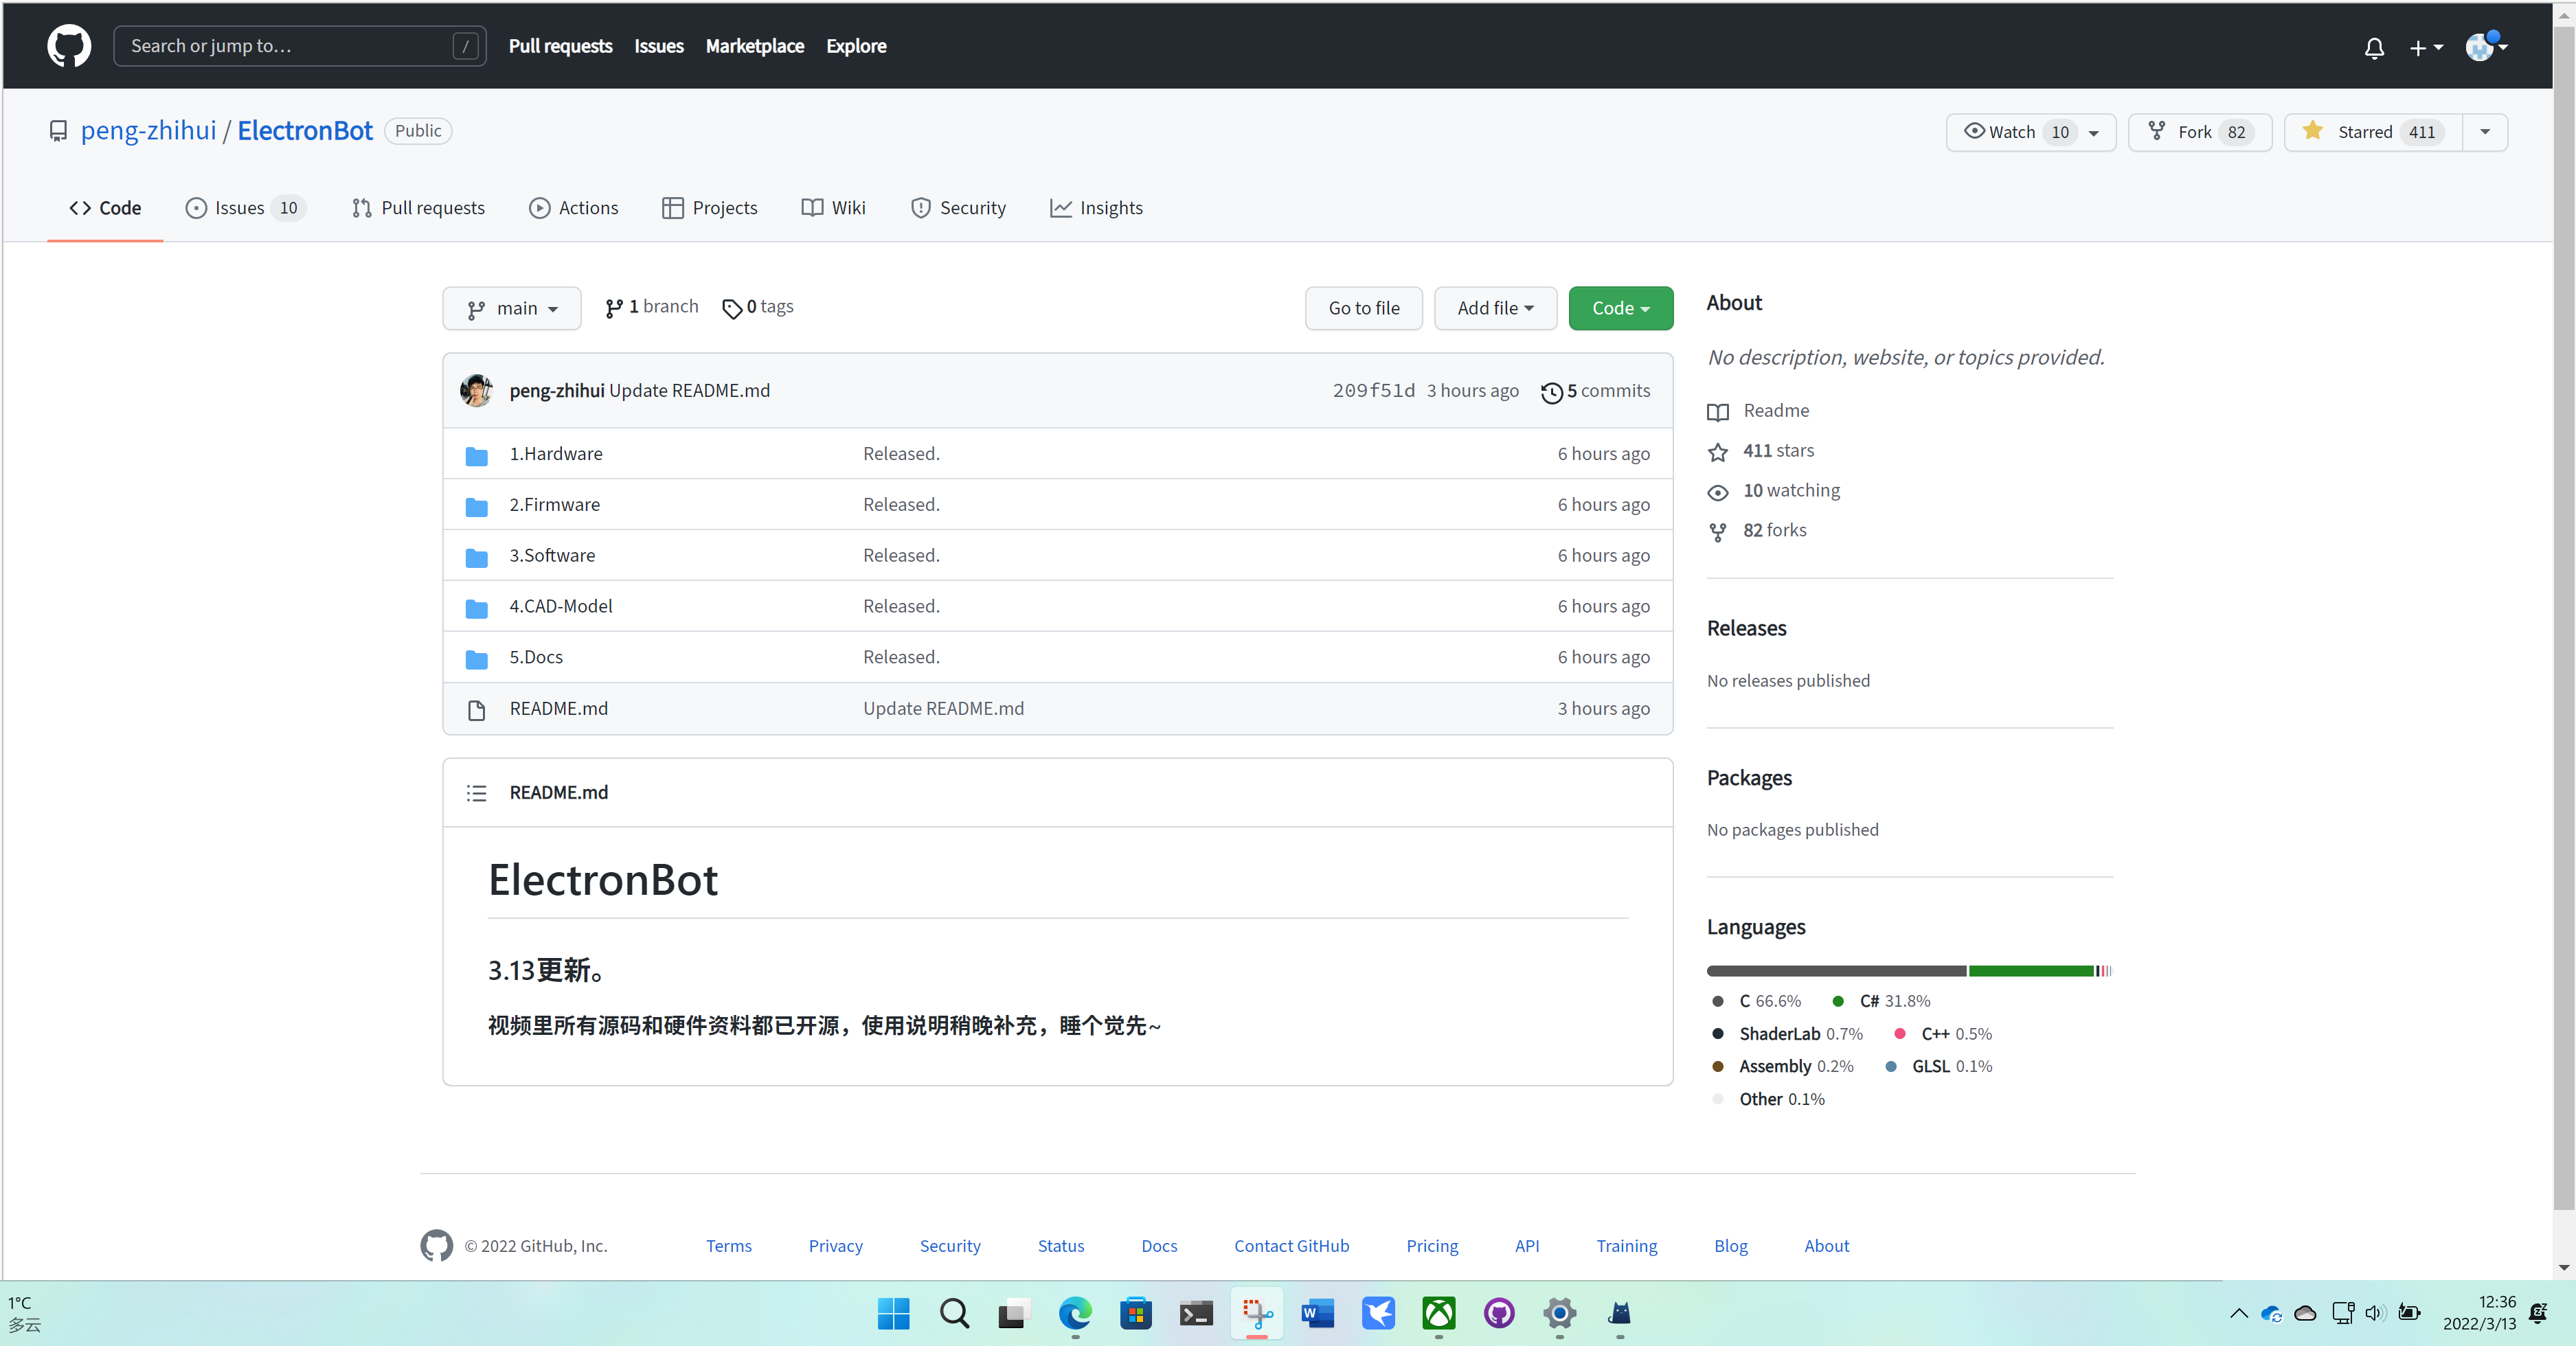 Search or jump to… /
Pull requests Issues Marketplace Explore
peng-zhihui / ElectronBot Public
Watch 10 Fork 82 Starred 411
Code Issues 10 Pull requests Actions Projects Wiki Security Insights
main 1 branch 0 tags
Go to file Add file Code
peng-zhihui Update README.md 209f51d 3 hours ago 5 commits
1.Hardware Released. 6 hours ago
2.Firmware Released. 6 hours ago
3.Software Released. 6 hours ago
4.CAD-Model Released. 6 hours ago
5.Docs Released. 6 hours ago
README.md Update README.md 3 hours ago
README.md
ElectronBot
3.13更新。
视频里所有源码和硬件资料都已开源，使用说明稍晚补充，睡个觉先~
About
No description, website, or topics provided.
Readme
411 stars
10 watching
82 forks
Releases
No releases published
Packages
No packages published
Languages
C 66.6% C# 31.8%
ShaderLab 0.7% C++ 0.5%
Assembly 0.2% GLSL 0.1%
Other 0.1%
© 2022 GitHub, Inc. Terms Privacy Security Status Docs Contact GitHub Pricing API Training Blog About
1°C
多云
12:36
2022/3/13